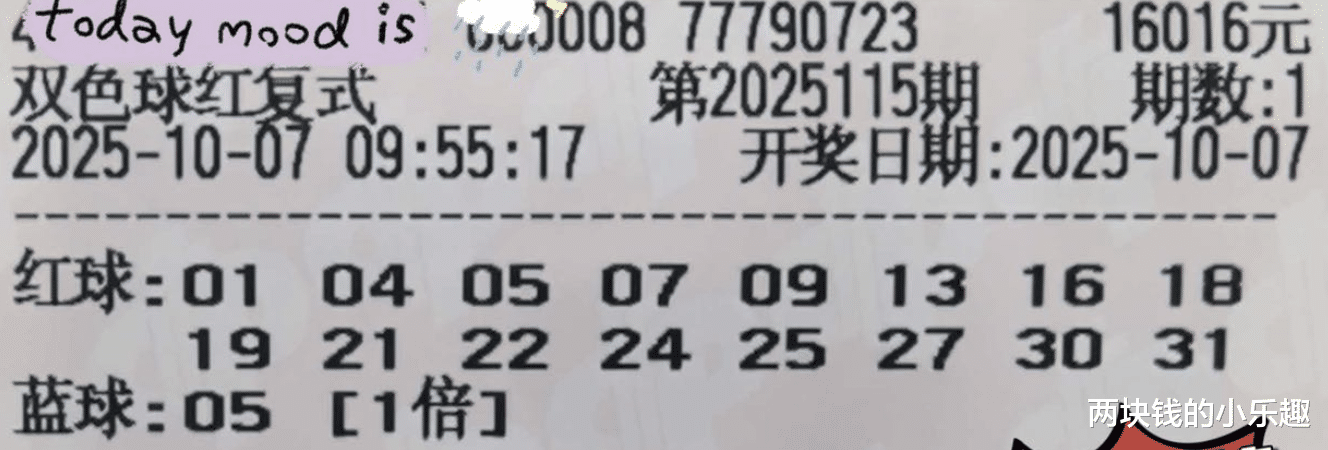 today mood is
000008 77790723 16016元
双色球红复式 第2025115期 期数:1
2025-10-07 09:55:17 开奖日期:2025-10-07
红球:01 04 05 07 09 13 16 18
19 21 22 24 25 27 30 31
蓝球:05 [1倍]
两块钱的小乐趣